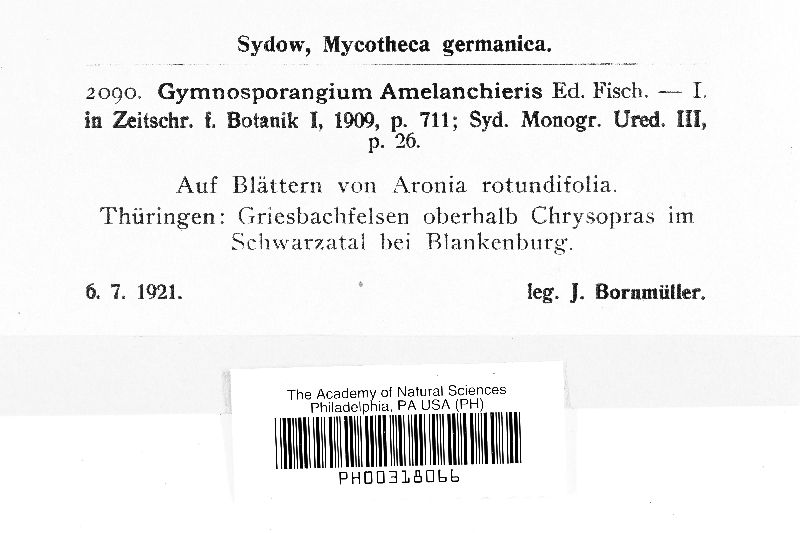 Sydow, Mycotheca germanica.
2090. Gymnosporangium Amelanchieris Ed. Fisch. — I.
in Zeitschr. f. Botanik I, 1909, p. 711; Syd. Monogr. Ured. III,
p. 26.
Auf Blättern von Aronia rotundifolia.
Thüringen: Griesbachfelsen oberhalb Chrysopras im
Schwarzatal bei Blankenburg.
6. 7. 1921. leg. J. Bornmüller.
The Academy of Natural Sciences
Philadelphia, PA USA (PH)
PH00318066